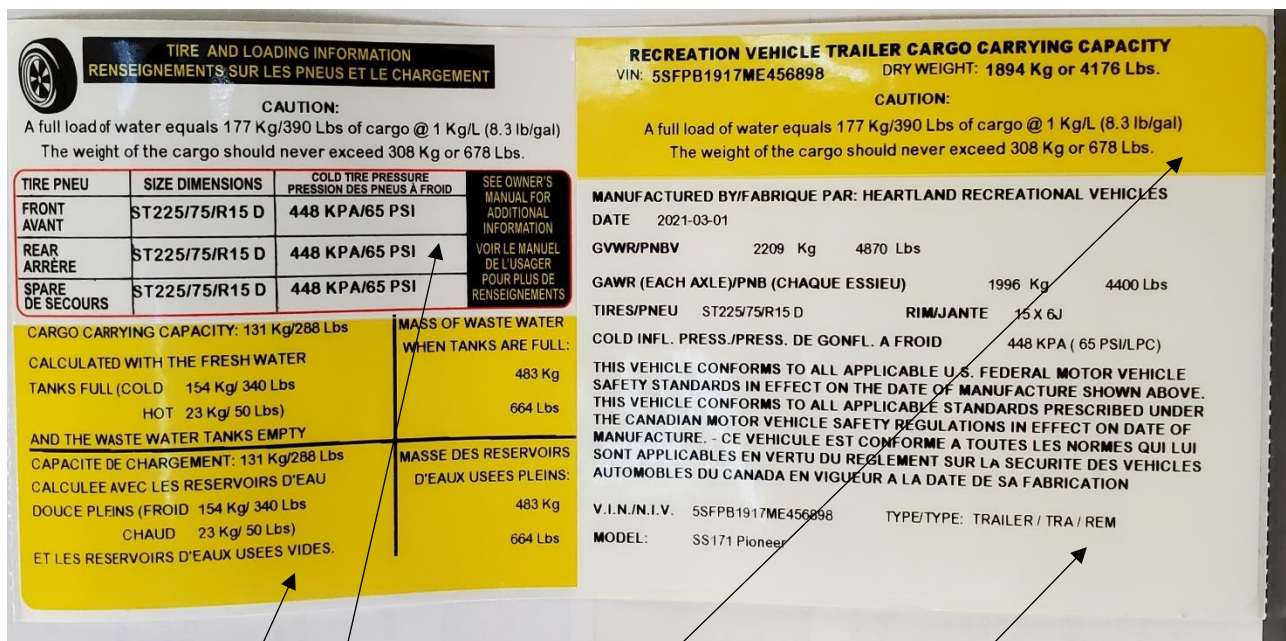 TIRE AND LOADING INFORMATION
RENSEIGNEMENTS SUR LES PNEUS ET LE CHARGEMENT
CAUTION:
A full load of water equals 177 Kg/390 Lbs of cargo @ 1 Kg/L (8.3 lb/gal)
The weight of the cargo should never exceed 308 Kg or 678 Lbs.
TIRE PNEU SIZE DIMENSIONS COLD TIRE PRESSURE
PRESSION DES PNEUS À FROID
FRONT
AVANT ST225/75/R15 D 448 KPA/65 PSI
REAR
ARRÈRE ST225/75/R15 D 448 KPA/65 PSI
SPARE
DE SECOURS ST225/75/R15 D 448 KPA/65 PSI
SEE OWNER'S
MANUAL FOR
ADDITIONAL
INFORMATION
VOIR LE MANUEL
DE L'USAGER
POUR PLUS DE
RENSEIGNEMENTS
CARGO CARRYING CAPACITY: 131 Kg/288 Lbs
CALCULATED WITH THE FRESH WATER
TANKS FULL (COLD 154 Kg/ 340 Lbs
HOT 23 Kg/ 50 Lbs)
AND THE WASTE WATER TANKS EMPTY
MASS OF WASTE WATER
WHEN TANKS ARE FULL:
483 Kg
664 Lbs
CAPACITE DE CHARGEMENT: 131 Kg/288 Lbs
CALCULEE AVEC LES RESERVOIRS D'EAU
DOUCE PLEINS (FROID 154 Kg/ 340 Lbs
CHAUD 23 Kg/ 50 Lbs)
ET LES RESERVOIRS D'EAUX USEES VIDES.
MASSE DES RESERVOIRS
D'EAUX USEES PLEINS:
483 Kg
664 Lbs
RECREATION VEHICLE TRAILER CARGO CARRYING CAPACITY
VIN: 5SFPB1917ME456898 DRY WEIGHT: 1894 Kg or 4176 Lbs.
CAUTION:
A full load of water equals 177 Kg/390 Lbs of cargo @ 1 Kg/L (8.3 lb/gal)
The weight of the cargo should never exceed 308 Kg or 678 Lbs.
MANUFACTURED BY/FABRIQUE PAR: HEARTLAND RECREATIONAL VEHICLES
DATE 2021-03-01
GVWR/PNBV 2209 Kg 4870 Lbs
GAWR (EACH AXLE)/PNB (CHAQUE ESSIEU) 1996 Kg 4400 Lbs
TIRES/PNEU ST225/75/R15 D RIM/JANTE 15 X 6J
COLD INFL. PRESS./PRESS. DE GONFL. A FROID 448 KPA ( 65 PSI/LPC)
THIS VEHICLE CONFORMS TO ALL APPLICABLE U.S. FEDERAL MOTOR VEHICLE
SAFETY STANDARDS IN EFFECT ON THE DATE OF MANUFACTURE SHOWN ABOVE.
THIS VEHICLE CONFORMS TO ALL APPLICABLE STANDARDS PRESCRIBED UNDER
THE CANADIAN MOTOR VEHICLE SAFETY REGULATIONS IN EFFECT ON DATE OF
MANUFACTURE. - CE VEHICULE EST CONFORME A TOUTES LES NORMES QUI LUI
SONT APPLICABLES EN VERTU DU REGLEMENT SUR LA SECURITE DES VEHICLES
AUTOMOBILES DU CANADA EN VIGUEUR A LA DATE DE SA FABRICATION
V.I.N./N.I.V. 5SFPB1917ME456898 TYPE/TYPE: TRAILER / TRA / REM
MODEL: SS171 Pioneer